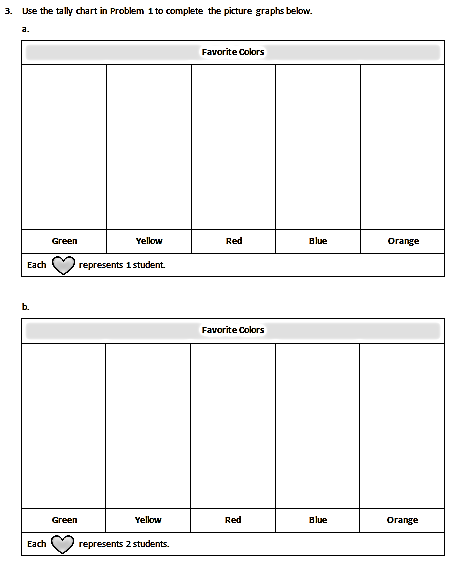 3. Use the tally chart in Problem 1 to complete the picture graphs below.
a.
Favorite Colors
Green Yellow Red Blue Orange
Each represents 1 student.
b.
Favorite Colors
Green Yellow Red Blue Orange
Each represents 2 students.